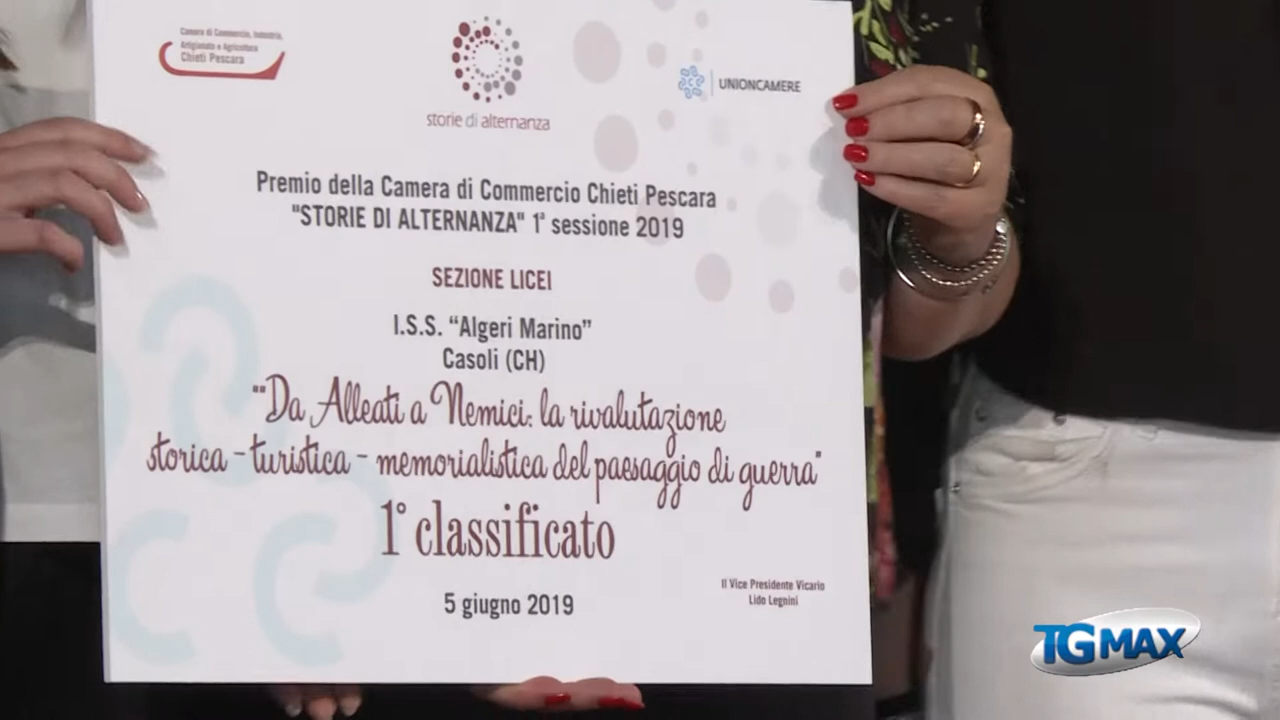 Camera di Commercio, Industria,
Artigianato e Agricoltura
Chieti Pescara
storie di alternanza
UNIONCAMERE
Premio della Camera di Commercio Chieti Pescara
"STORIE DI ALTERNANZA" 1ª sessione 2019
SEZIONE LICEI
I.S.S. “Algeri Marino”
Casoli (CH)
""Da Alleati a Nemici: la rivalutazione
storica - turistica - memorialistica del paesaggio di guerra"
1° classificato
5 giugno 2019
Il Vice Presidente Vicario
Lido Legnini
TGMAX